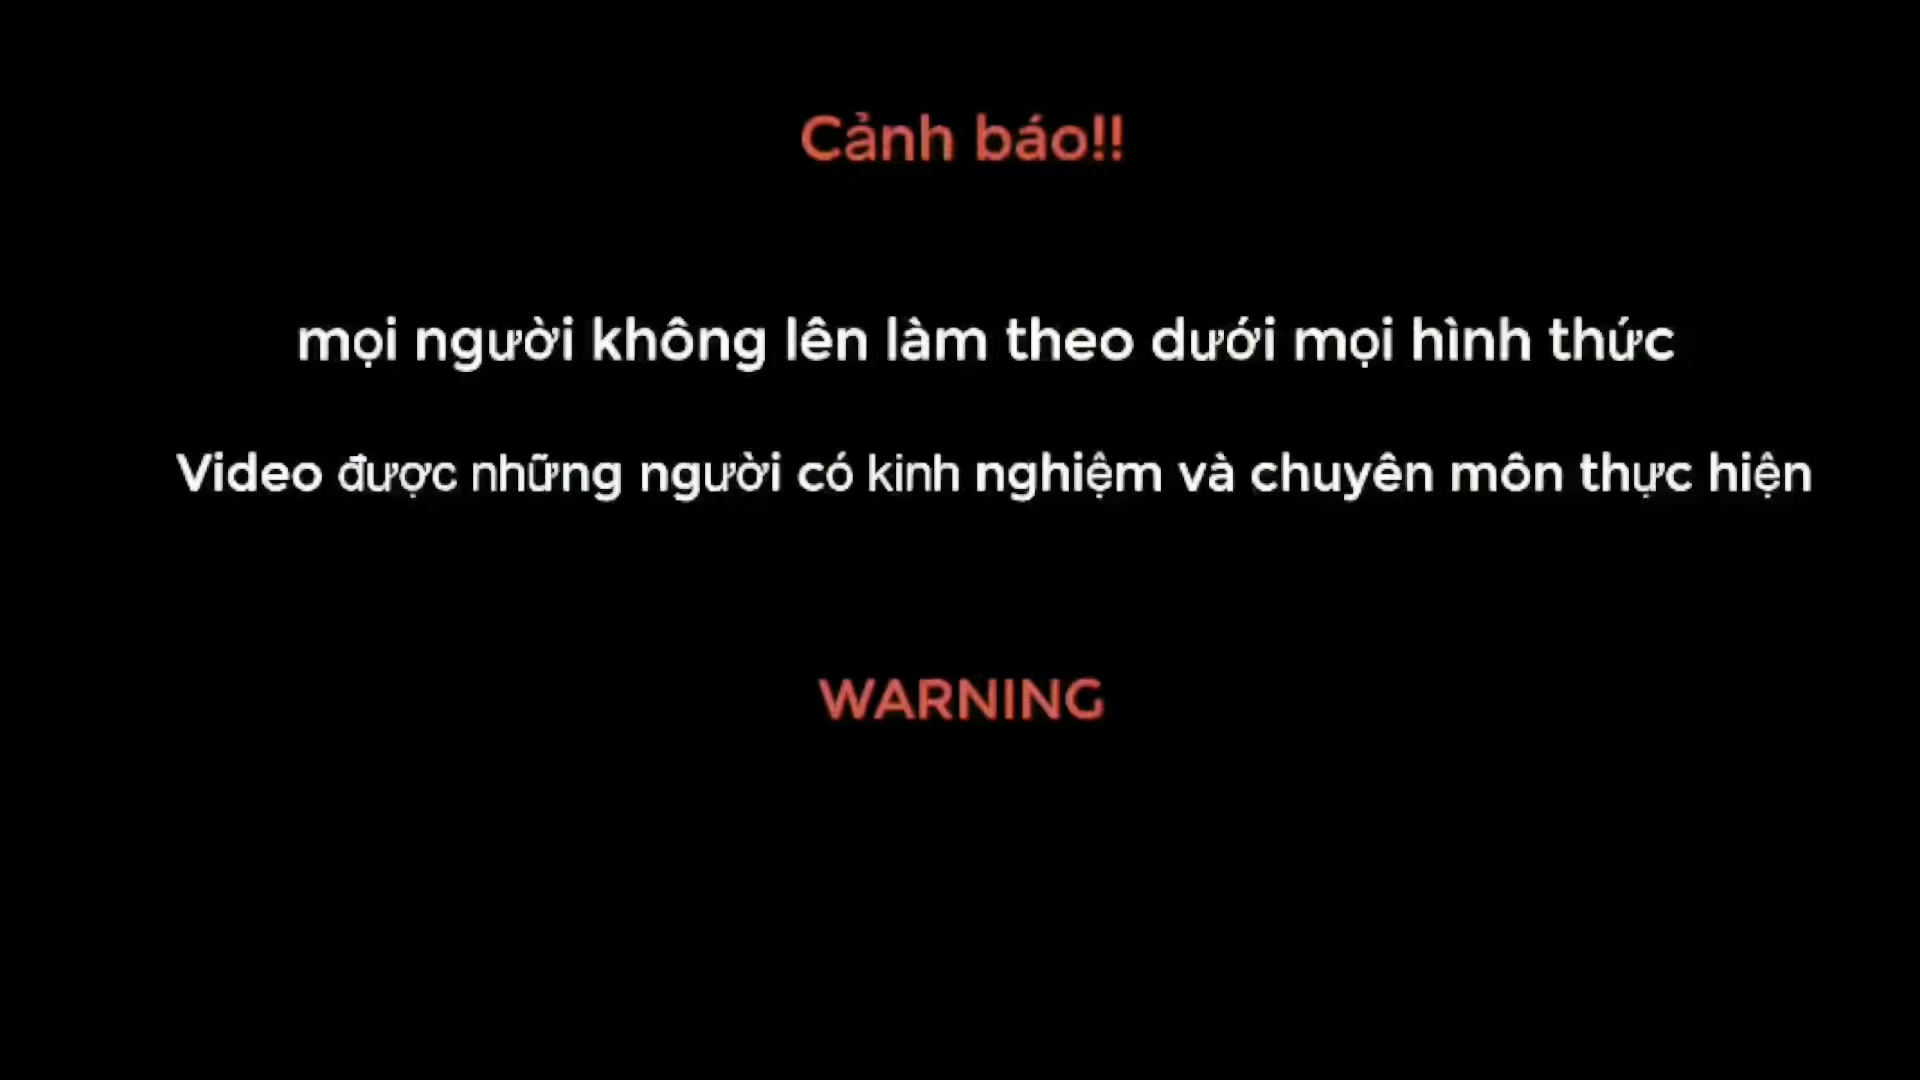 Cảnh báo!!
mọi người không lên làm theo dưới mọi hình thức
Video được những người có kinh nghiệm và chuyên môn thực hiện
WARNING